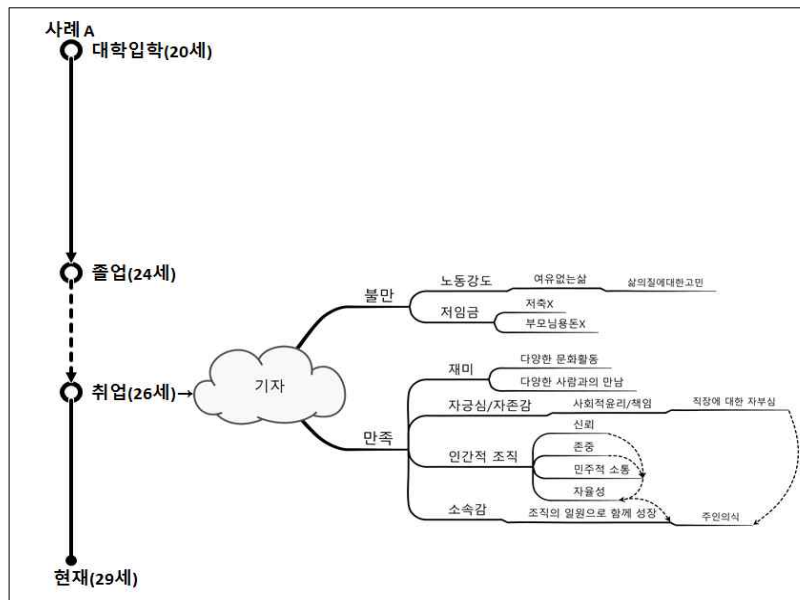 사례 A
대학입학(20세)
졸업(24세)
취업(26세)→
현재(29세)
기자
불만
노동강도
여유없는삶
삶의질에대한고민
저임금
저축X
부모님용돈X
만족
재미
다양한 문화활동
다양한 사람과의 만남
자긍심/자존감
사회적윤리/책임
직장에 대한 자부심
인간적 조직
신뢰
존중
민주적 소통
자율성
소속감
조직의 일원으로 함께 성장
주인의식